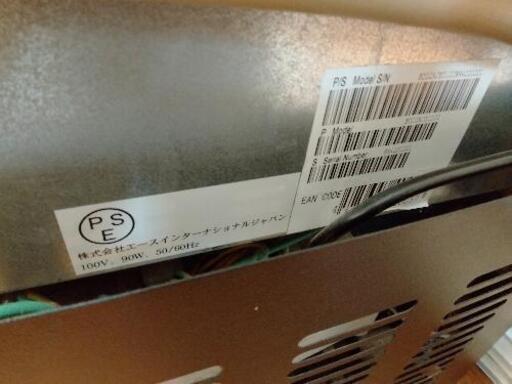 P/S Model S/N
P Model
S Serial Number
EAN CODE
PS
E
株式会社エースインターナショナルジャパン
100V、90W、50/60Hz